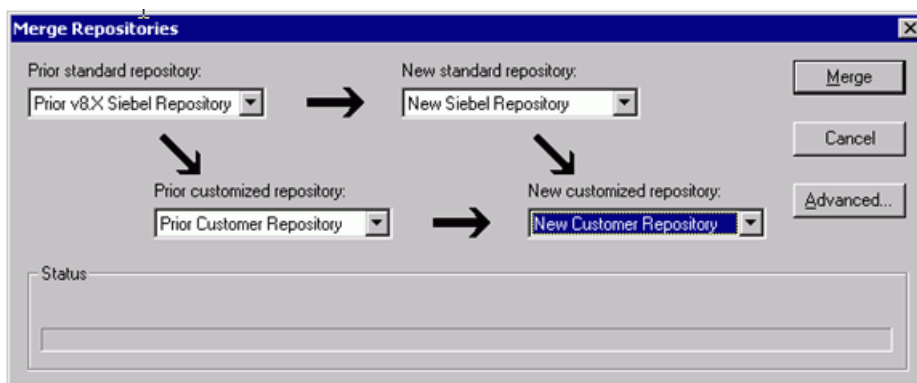 Merge Repositories
Prior standard repository: New standard repository:
Prior v8.X Siebel Repository New Siebel Repository
Merge
Cancel
Prior customized repository: New customized repository:
Prior Customer Repository New Customer Repository
Advanced...
Status